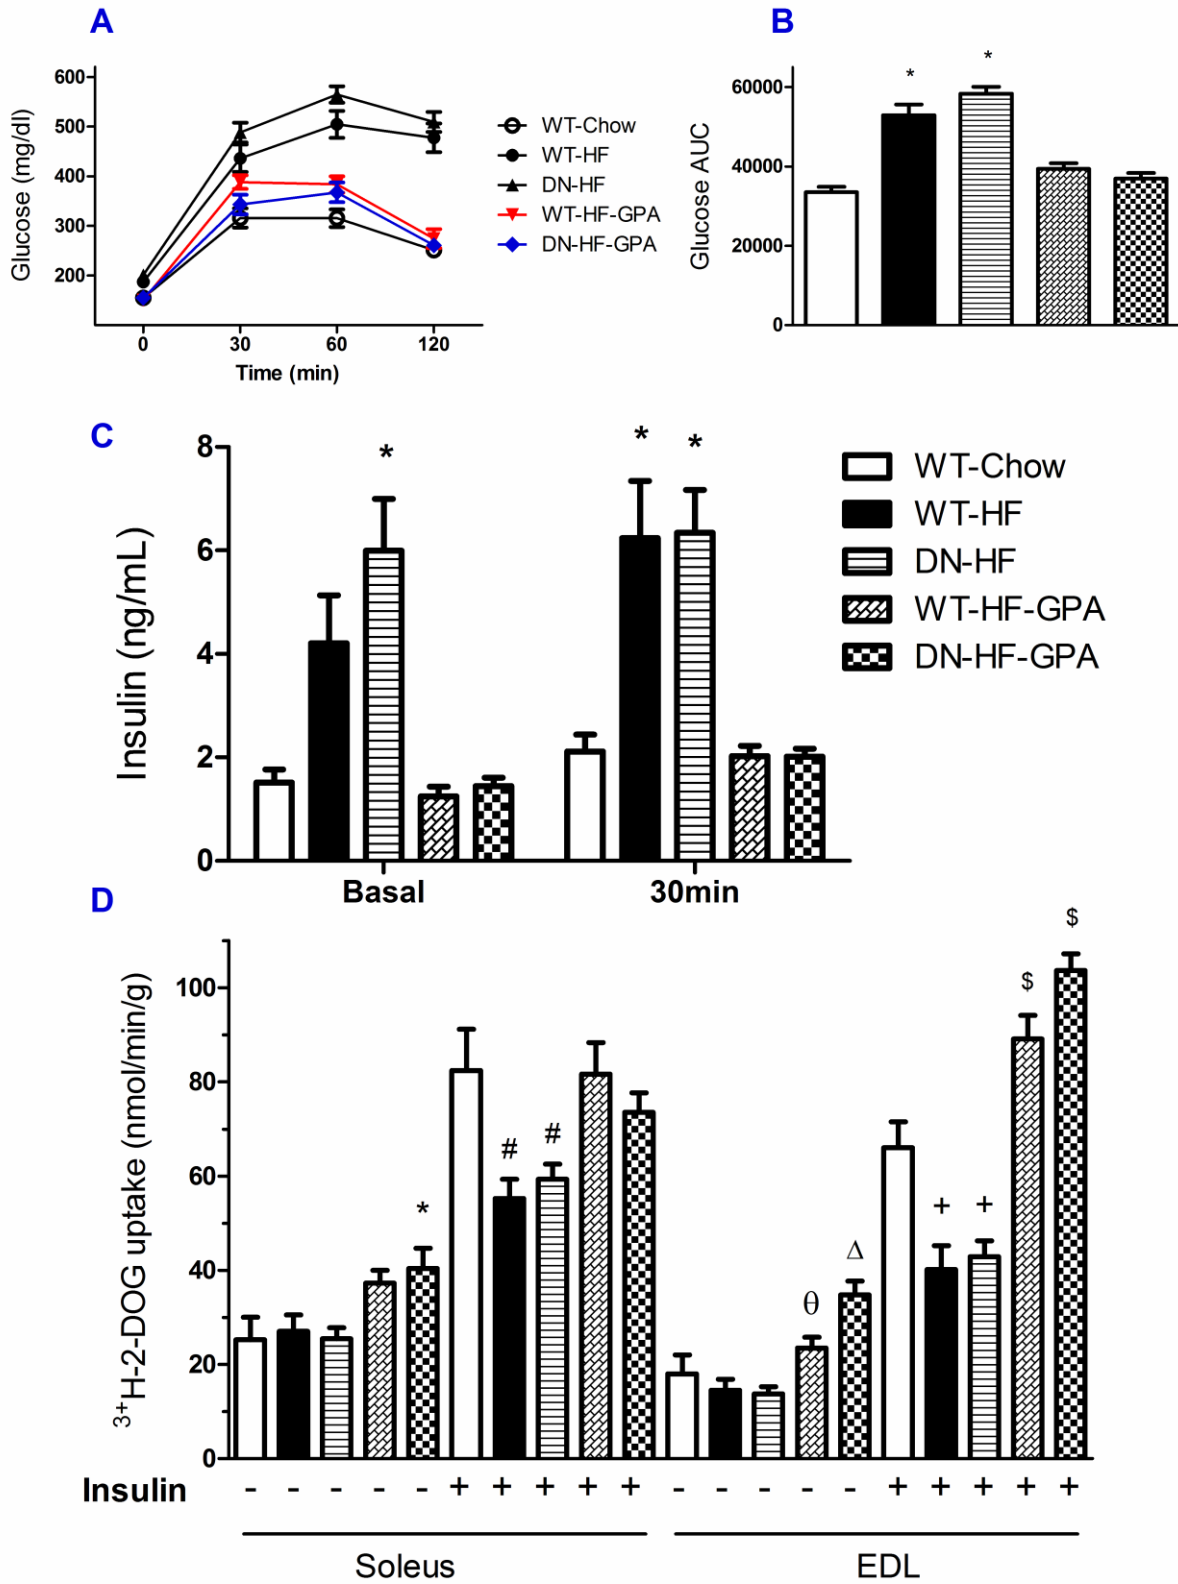 A
Glucose (mg/dl)
600
500
400
300
200
0 30 60 120
Time (min)
WT-Chow
WT-HF
DN-HF
WT-HF-GPA
DN-HF-GPA
B
* *
Glucose AUC
60000
40000
20000
0
C
Insulin (ng/mL)
8
6
4
2
0
* * *
Basal 30min
WT-Chow
WT-HF
DN-HF
WT-HF-GPA
DN-HF-GPA
D
³⁺H-2-DOG uptake (nmol/min/g)
100
80
60
40
20
0
* # # θ Δ + + $ $
Insulin - - - - - + + + + + - - - - - + + + + +
Soleus EDL